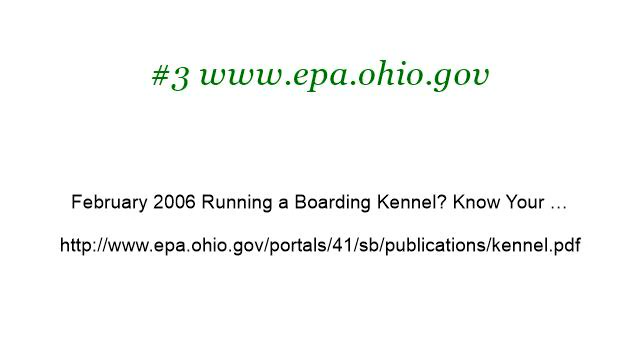 #3 www.epa.ohio.gov
February 2006 Running a Boarding Kennel? Know Your …
http://www.epa.ohio.gov/portals/41/sb/publications/kennel.pdf